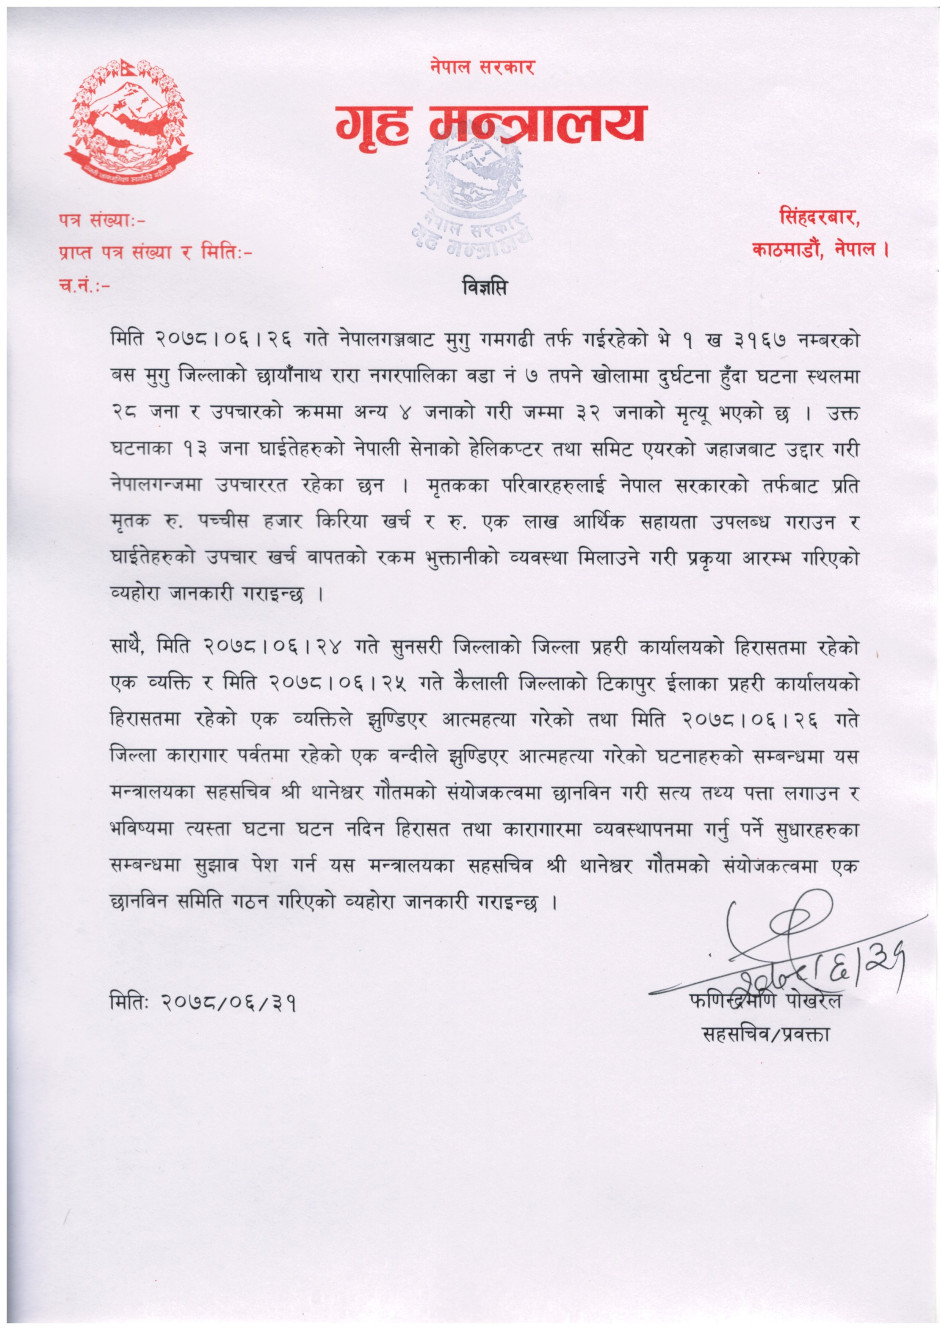 नेपाल सरकार
गृह मन्त्रालय
नेपाल सरकार
गृह मन्त्रालय
पत्र संख्याः-
प्राप्त पत्र संख्या र मितिः-
च.नं.ः-
सिंहदरबार,
काठमाडौं, नेपाल ।
विज्ञप्ति
मिति २०७८।०६।२६ गते नेपालगञ्जबाट मुगु गमगढी तर्फ गईरहेको भे १ ख ३१६७ नम्बरको
बस मुगु जिल्लाको छायाँनाथ रारा नगरपालिका वडा नं ७ तपने खोलामा दुर्घटना हुँदा घटना स्थलमा
२८ जना र उपचारको क्रममा अन्य ४ जनाको गरी जम्मा ३२ जनाको मृत्यू भएको छ । उक्त
घटनाका १३ जना घाईतेहरुको नेपाली सेनाको हेलिकप्टर तथा समिट एयरको जहाजबाट उद्दार गरी
नेपालगन्जमा उपचाररत रहेका छन । मृतकका परिवारहरुलाई नेपाल सरकारको तर्फबाट प्रति
मृतक रु. पच्चीस हजार किरिया खर्च र रु. एक लाख आर्थिक सहायता उपलब्ध गराउन र
घाईतेहरुको उपचार खर्च वापतको रकम भुक्तानीको व्यवस्था मिलाउने गरी प्रकृया आरम्भ गरिएको
व्यहोरा जानकारी गराइन्छ ।
साथै, मिति २०७८।०६।२४ गते सुनसरी जिल्लाको जिल्ला प्रहरी कार्यालयको हिरासतमा रहेको
एक व्यक्ति र मिति २०७८।०६।२५ गते कैलाली जिल्लाको टिकापुर ईलाका प्रहरी कार्यालयको
हिरासतमा रहेको एक व्यक्तिले झुण्डिएर आत्महत्या गरेको तथा मिति २०७८।०६।२६ गते
जिल्ला कारागार पर्वतमा रहेको एक वन्दीले झुण्डिएर आत्महत्या गरेको घटनाहरुको सम्बन्धमा यस
मन्त्रालयका सहसचिव श्री थानेश्वर गौतमको संयोजकत्वमा छानविन गरी सत्य तथ्य पत्ता लगाउन र
भविष्यमा त्यस्ता घटना घटन नदिन हिरासत तथा कारागारमा व्यवस्थापनमा गर्नु पर्ने सुधारहरुका
सम्बन्धमा सुझाव पेश गर्न यस मन्त्रालयका सहसचिव श्री थानेश्वर गौतमको संयोजकत्वमा एक
छानविन समिति गठन गरिएको व्यहोरा जानकारी गराइन्छ ।
२०७८।६।३१
फणिन्द्रमणि पोखरेल
सहसचिव/प्रवक्ता
मितिः २०७८/०६/३१